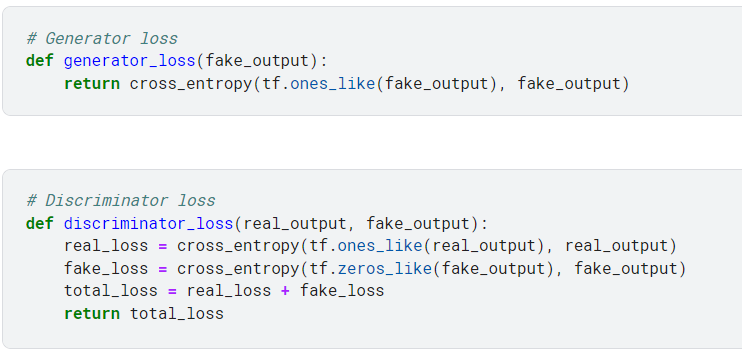 # Generator loss
def generator_loss(fake_output):
    return cross_entropy(tf.ones_like(fake_output), fake_output)
# Discriminator loss
def discriminator_loss(real_output, fake_output):
    real_loss = cross_entropy(tf.ones_like(real_output), real_output)
    fake_loss = cross_entropy(tf.zeros_like(fake_output), fake_output)
    total_loss = real_loss + fake_loss
    return total_loss